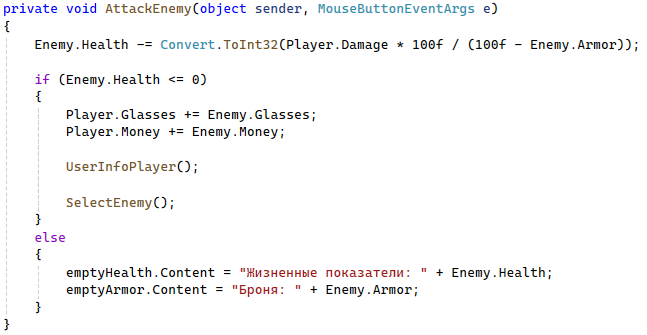 private void AttackEnemy(object sender, MouseButtonEventArgs e)
{
Enemy.Health -= Convert.ToInt32(Player.Damage * 100f / (100f - Enemy.Armor));
if (Enemy.Health <= 0)
{
Player.Glasses += Enemy.Glasses;
Player.Money += Enemy.Money;
UserInfoPlayer();
SelectEnemy();
}
else
{
emptyHealth.Content = "Жизненные показатели: " + Enemy.Health;
emptyArmor.Content = "Броня: " + Enemy.Armor;
}
}